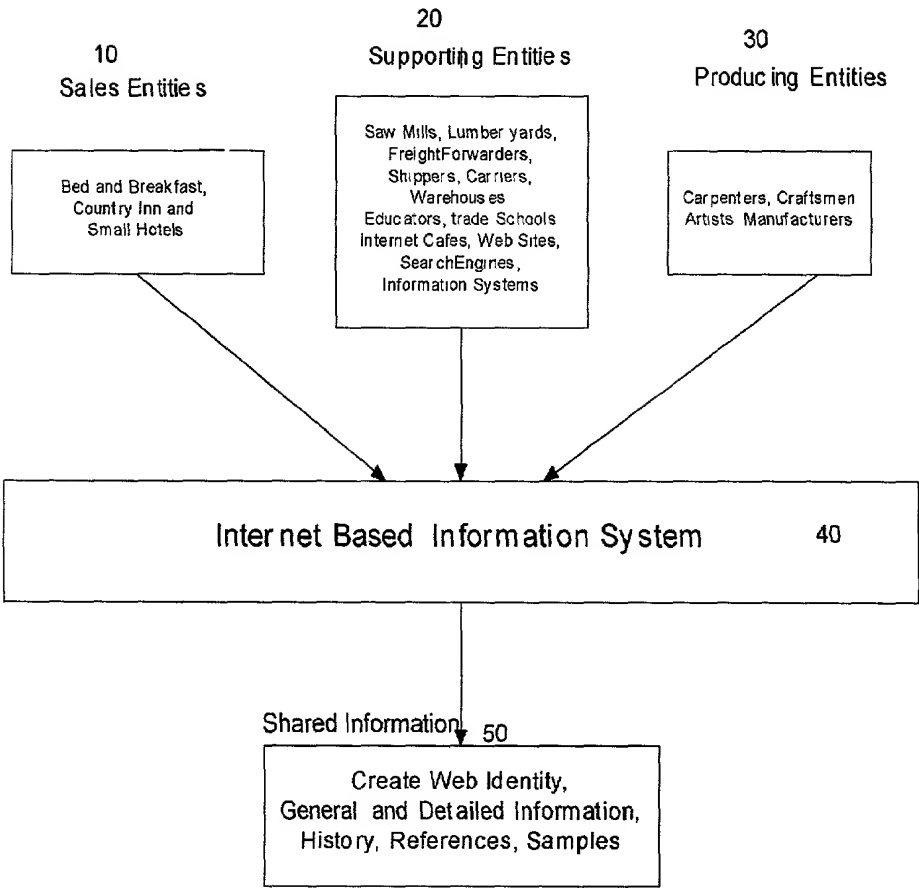 10
Sales Entities
20
Supporting Entities
30
Producing Entities
Bed and Breakfast,
Country Inn and
Small Hotels
Saw Mills, Lumber yards,
FreightForwarders,
Shippers, Carriers,
Warehouses
Educators, trade Schools
Internet Cafes, Web Sites,
SearchEngines,
Information Systems
Carpenters, Craftsmen
Artists Manufacturers
Internet Based Information System 40
Shared Information 50
Create Web Identity,
General and Detailed Information,
History, References, Samples